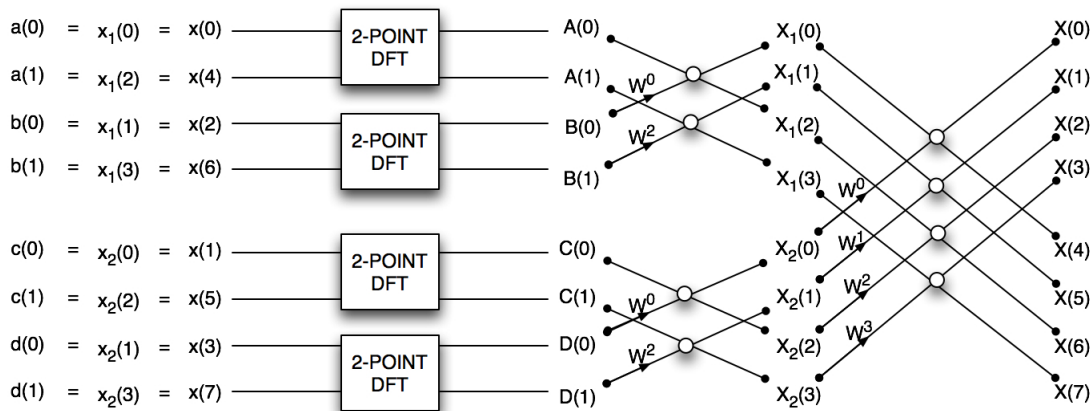 a(0) = x₁(0) = x(0)
a(1) = x₁(2) = x(4)
b(0) = x₁(1) = x(2)
b(1) = x₁(3) = x(6)
c(0) = x₂(0) = x(1)
c(1) = x₂(2) = x(5)
d(0) = x₂(1) = x(3)
d(1) = x₂(3) = x(7)
2-POINT
DFT
2-POINT
DFT
2-POINT
DFT
2-POINT
DFT
A(0)
A(1)
B(0)
B(1)
C(0)
C(1)
D(0)
D(1)
W⁰
W²
W⁰
W²
X₁(0)
X₁(1)
X₁(2)
X₁(3)
X₂(0)
X₂(1)
X₂(2)
X₂(3)
W⁰
W¹
W²
W³
X(0)
X(1)
X(2)
X(3)
X(4)
X(5)
X(6)
X(7)